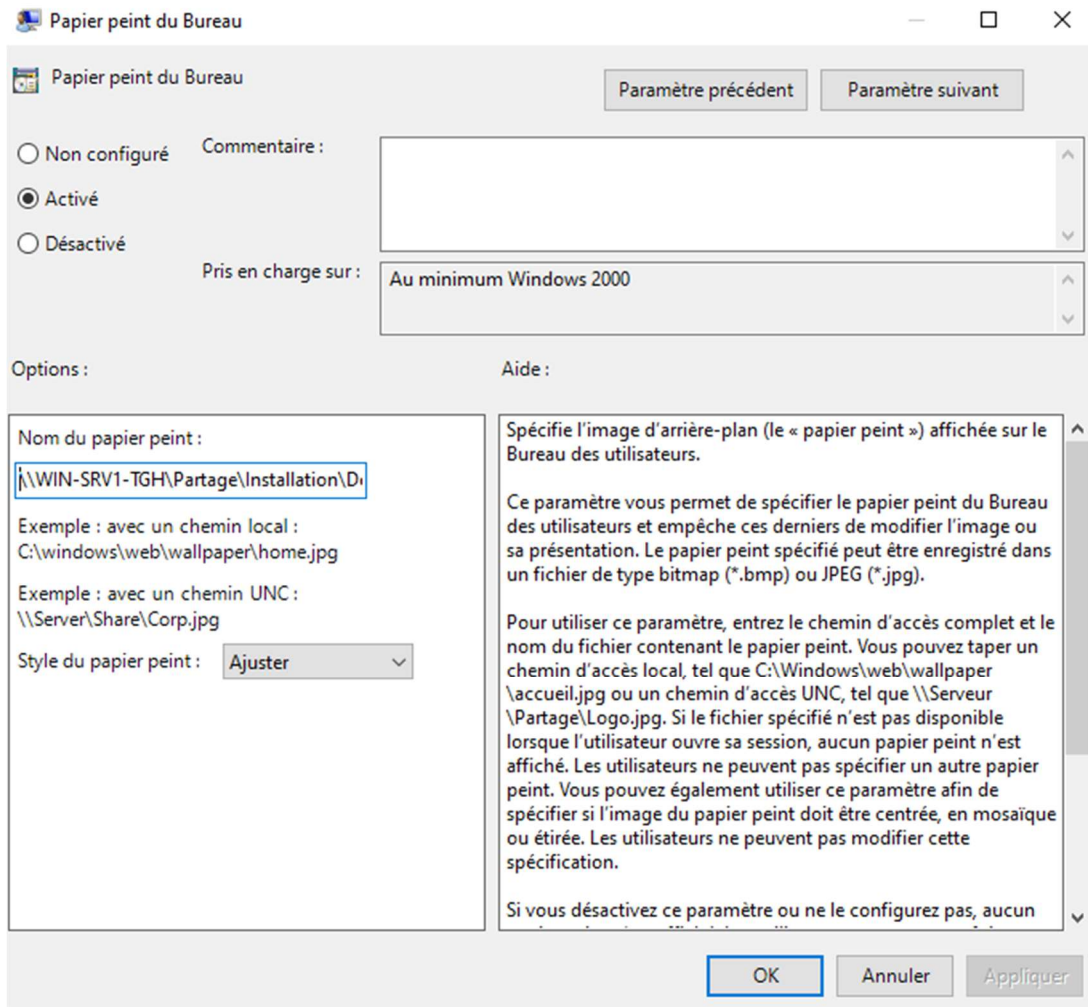 Papier peint du Bureau
Papier peint du Bureau
Paramètre précédent
Paramètre suivant
Non configuré
Activé
Désactivé
Commentaire :
Pris en charge sur :
Au minimum Windows 2000
Options :
Aide :
Nom du papier peint :
\\WIN-SRV1-TGH\Partage\Installation\
Exemple : avec un chemin local :
C:\windows\web\wallpaper\home.jpg
Exemple : avec un chemin UNC :
\\Server\Share\Corp.jpg
Style du papier peint :
Ajuster
Spécifie l’image d’arrière-plan (le « papier peint ») affichée sur le
Bureau des utilisateurs.
Ce paramètre vous permet de spécifier le papier peint du Bureau
des utilisateurs et empêche ces derniers de modifier l’image ou
sa présentation. Le papier peint spécifié peut être enregistré dans
un fichier de type bitmap (*.bmp) ou JPEG (*.jpg).
Pour utiliser ce paramètre, entrez le chemin d’accès complet et le
nom du fichier contenant le papier peint. Vous pouvez taper un
chemin d’accès local, tel que C:\Windows\web\wallpaper
\accueil.jpg ou un chemin d’accès UNC, tel que \\Serveur
\Partage\Logo.jpg. Si le fichier spécifié n’est pas disponible
lorsque l’utilisateur ouvre sa session, aucun papier peint n’est
affiché. Les utilisateurs ne peuvent pas spécifier un autre papier
peint. Vous pouvez également utiliser ce paramètre afin de
spécifier si l’image du papier peint doit être centrée, en mosaïque
ou étirée. Les utilisateurs ne peuvent pas modifier cette
spécification.
Si vous désactivez ce paramètre ou ne le configurez pas, aucun
OK
Annuler
Appliquer